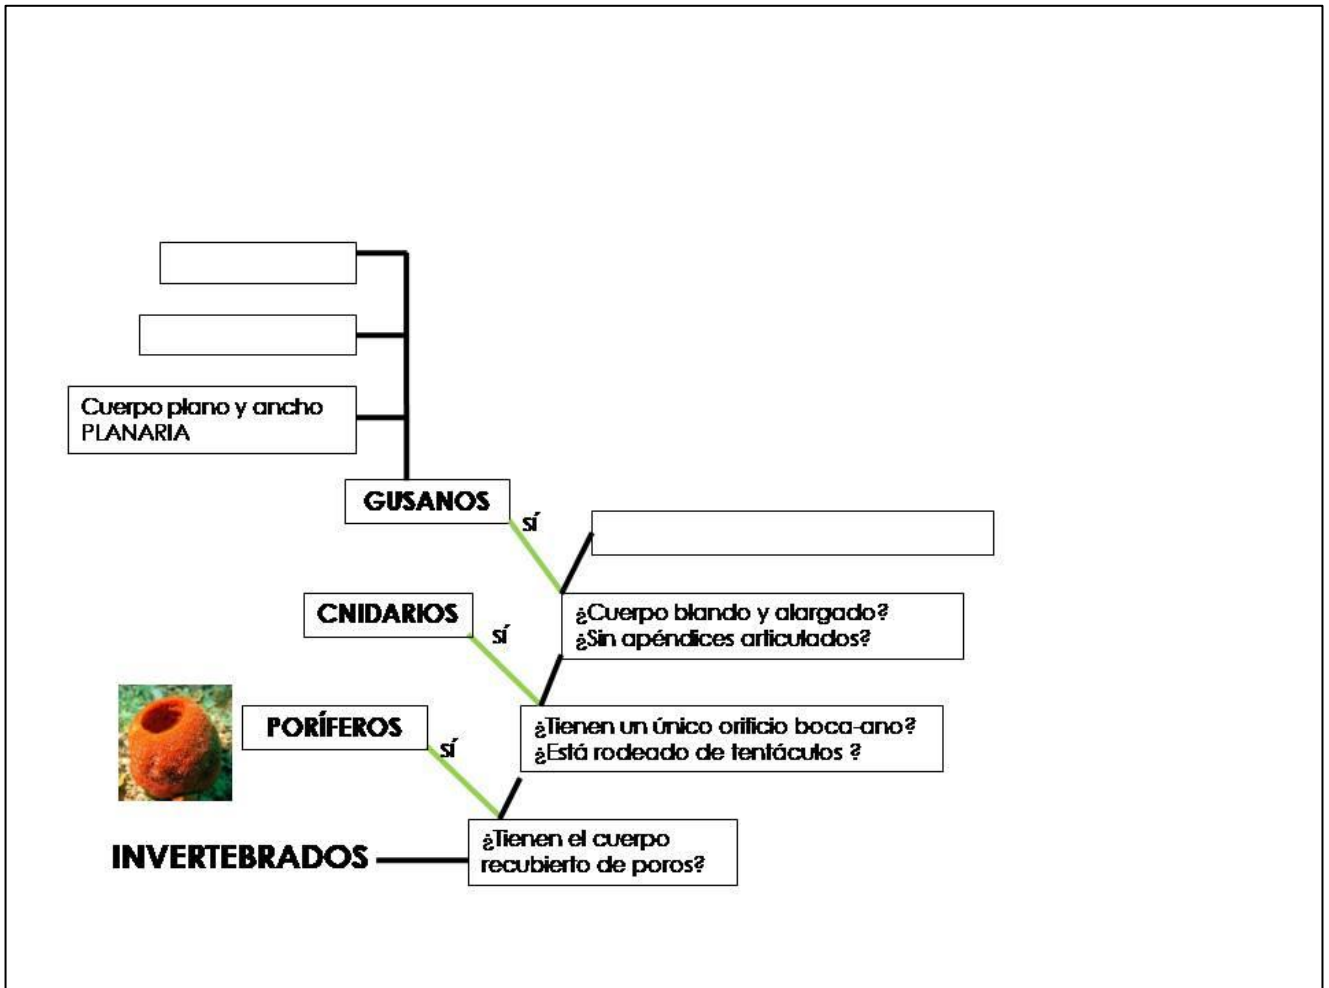 Cuerpo plano y ancho
PLANARIA
GUSANOS
sí
CNIDARIOS
sí
¿Cuerpo blando y alargado?
¿Sin apéndices articulados?
PORÍFEROS
sí
¿Tienen un único orificio boca-ano?
¿Está rodeado de tentáculos ?
INVERTEBRADOS
¿Tienen el cuerpo
recubierto de poros?